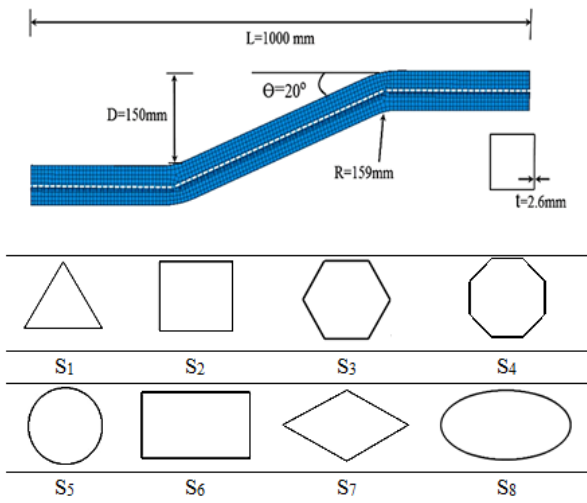 L=1000 mm
Θ=20°
D=150mm
R=159mm
t=2.6mm
S1 S2 S3 S4
S5 S6 S7 S8